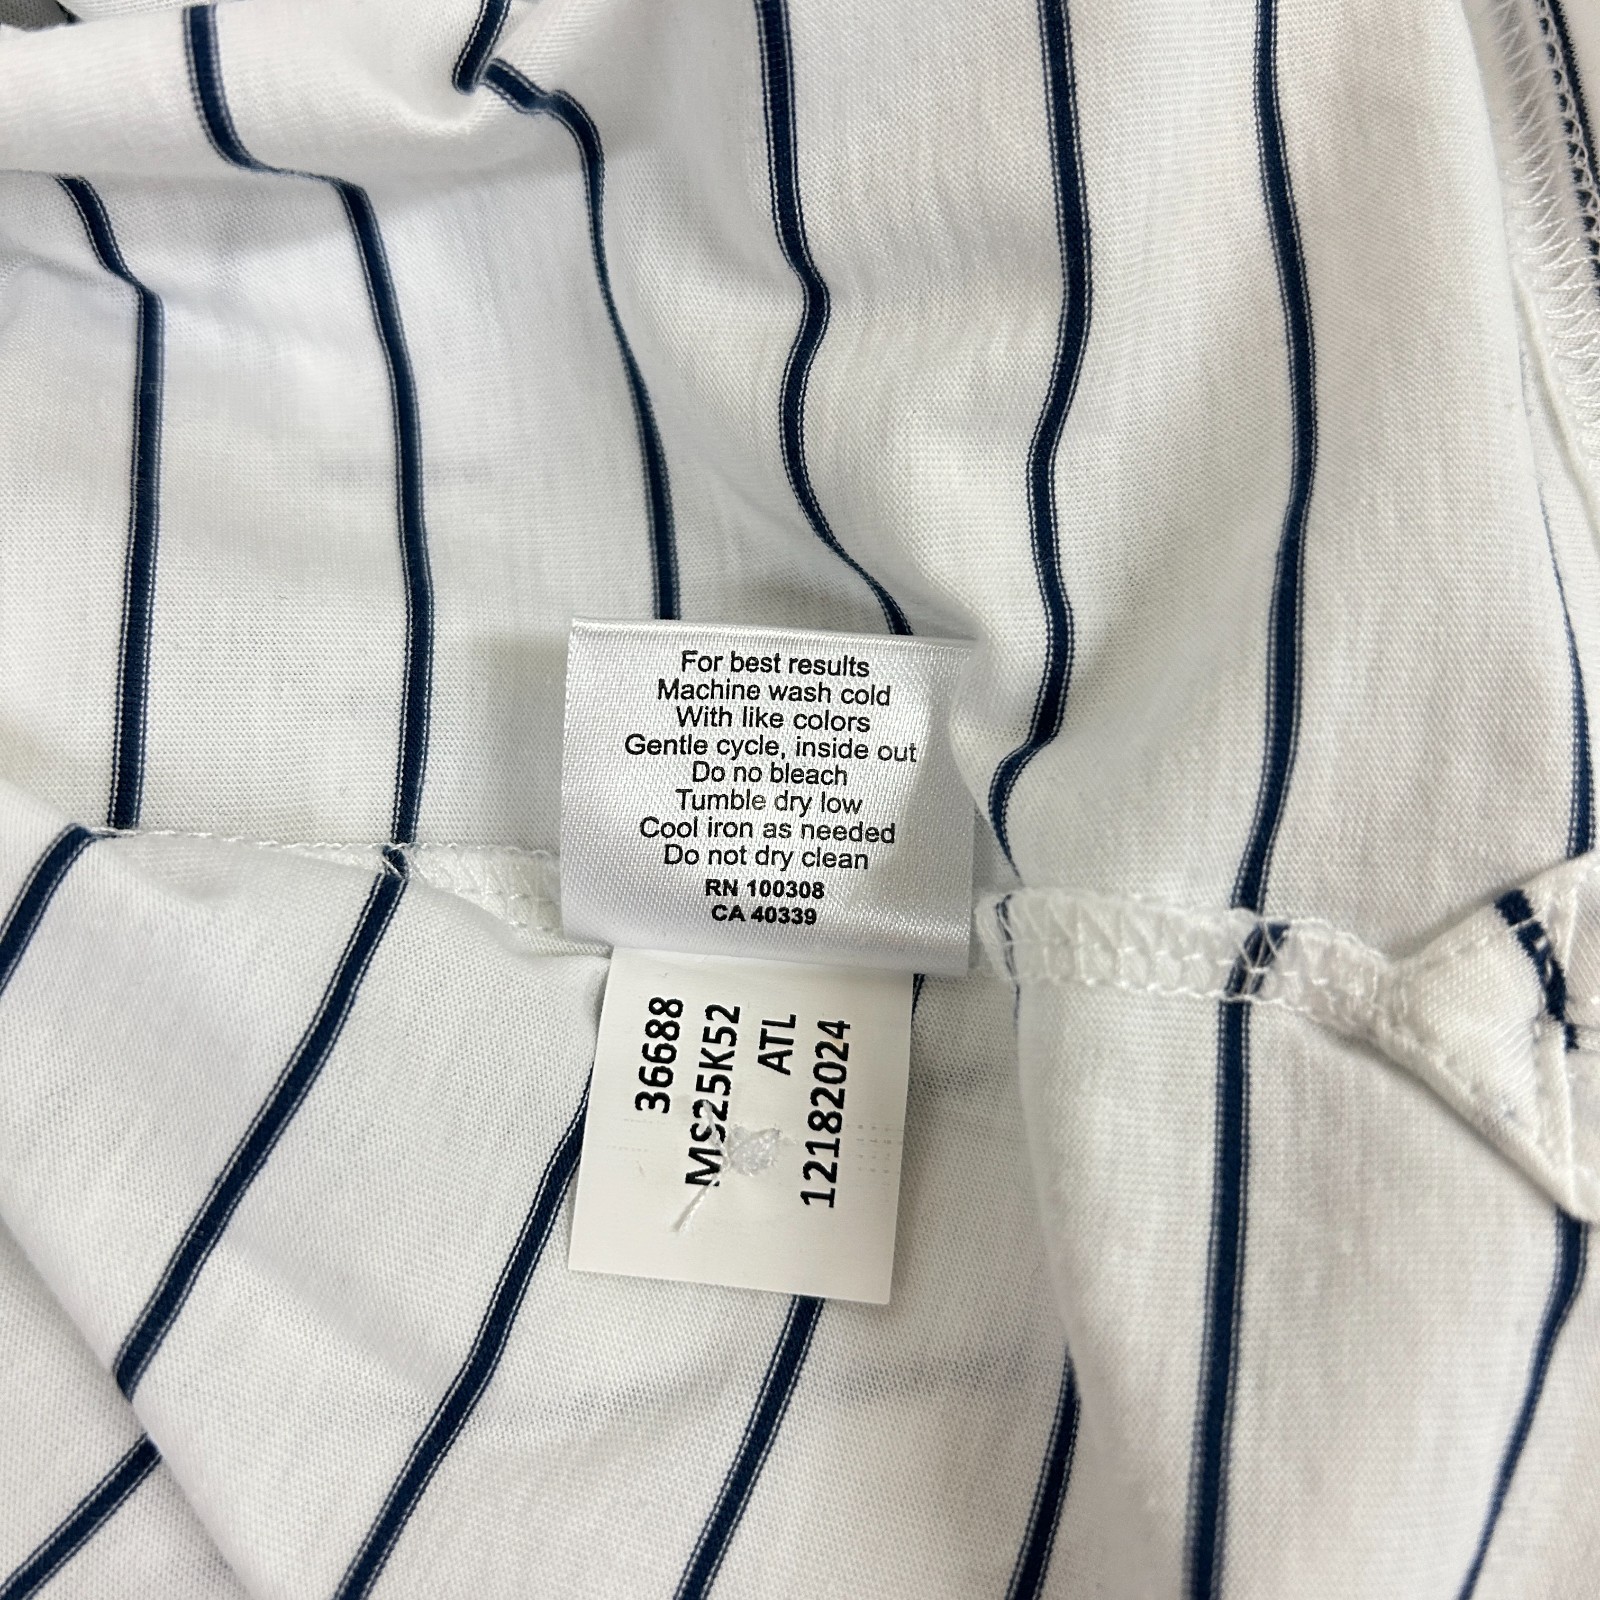 For best results
Machine wash cold
With like colors
Gentle cycle, inside out
Do no bleach
Tumble dry low
Cool iron as needed
Do not dry clean
RN 100308
CA 40339
36688
MS25K52
ATL
12182024